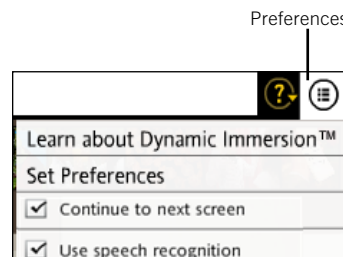 Preferences
?
Learn about Dynamic Immersion™
Set Preferences
Continue to next screen
Use speech recognition